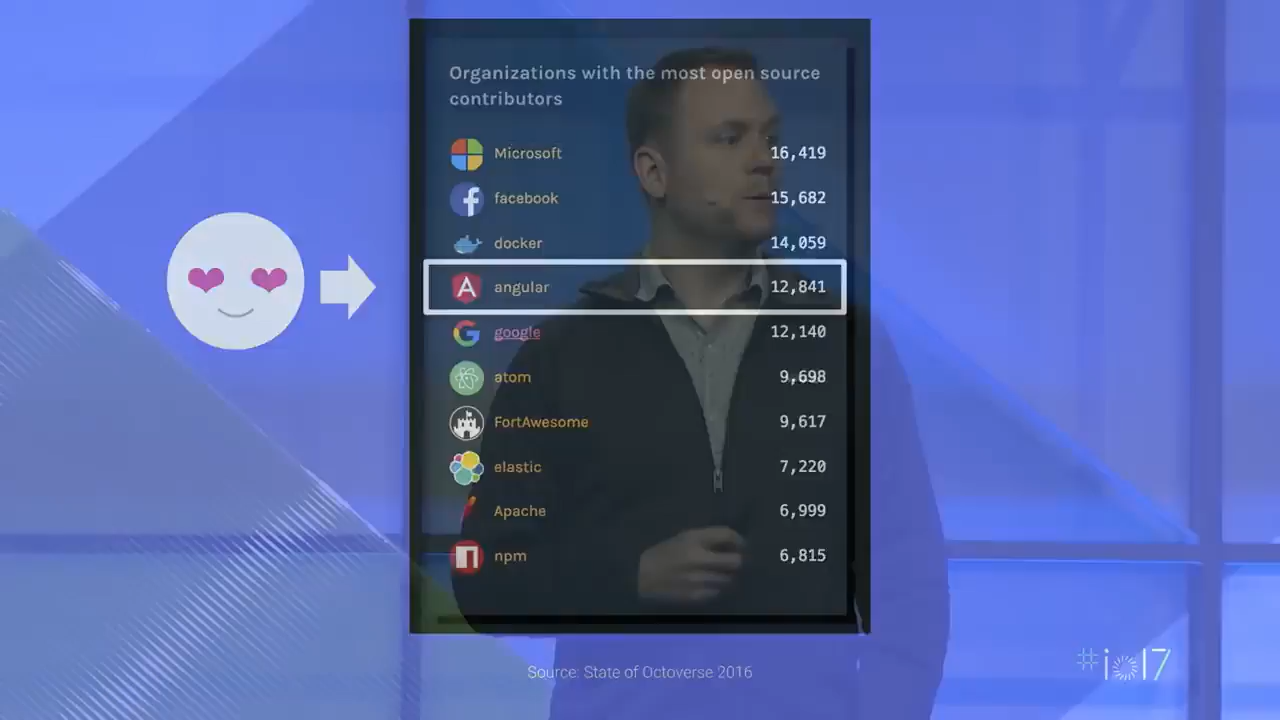 Organizations with the most open source
contributors
Microsoft 16,419
facebook 15,682
docker 14,059
angular 12,841
google 12,140
atom 9,698
FortAwesome 9,617
elastic 7,220
Apache 6,999
npm 6,815
Source: State of Octoverse 2016
#io17